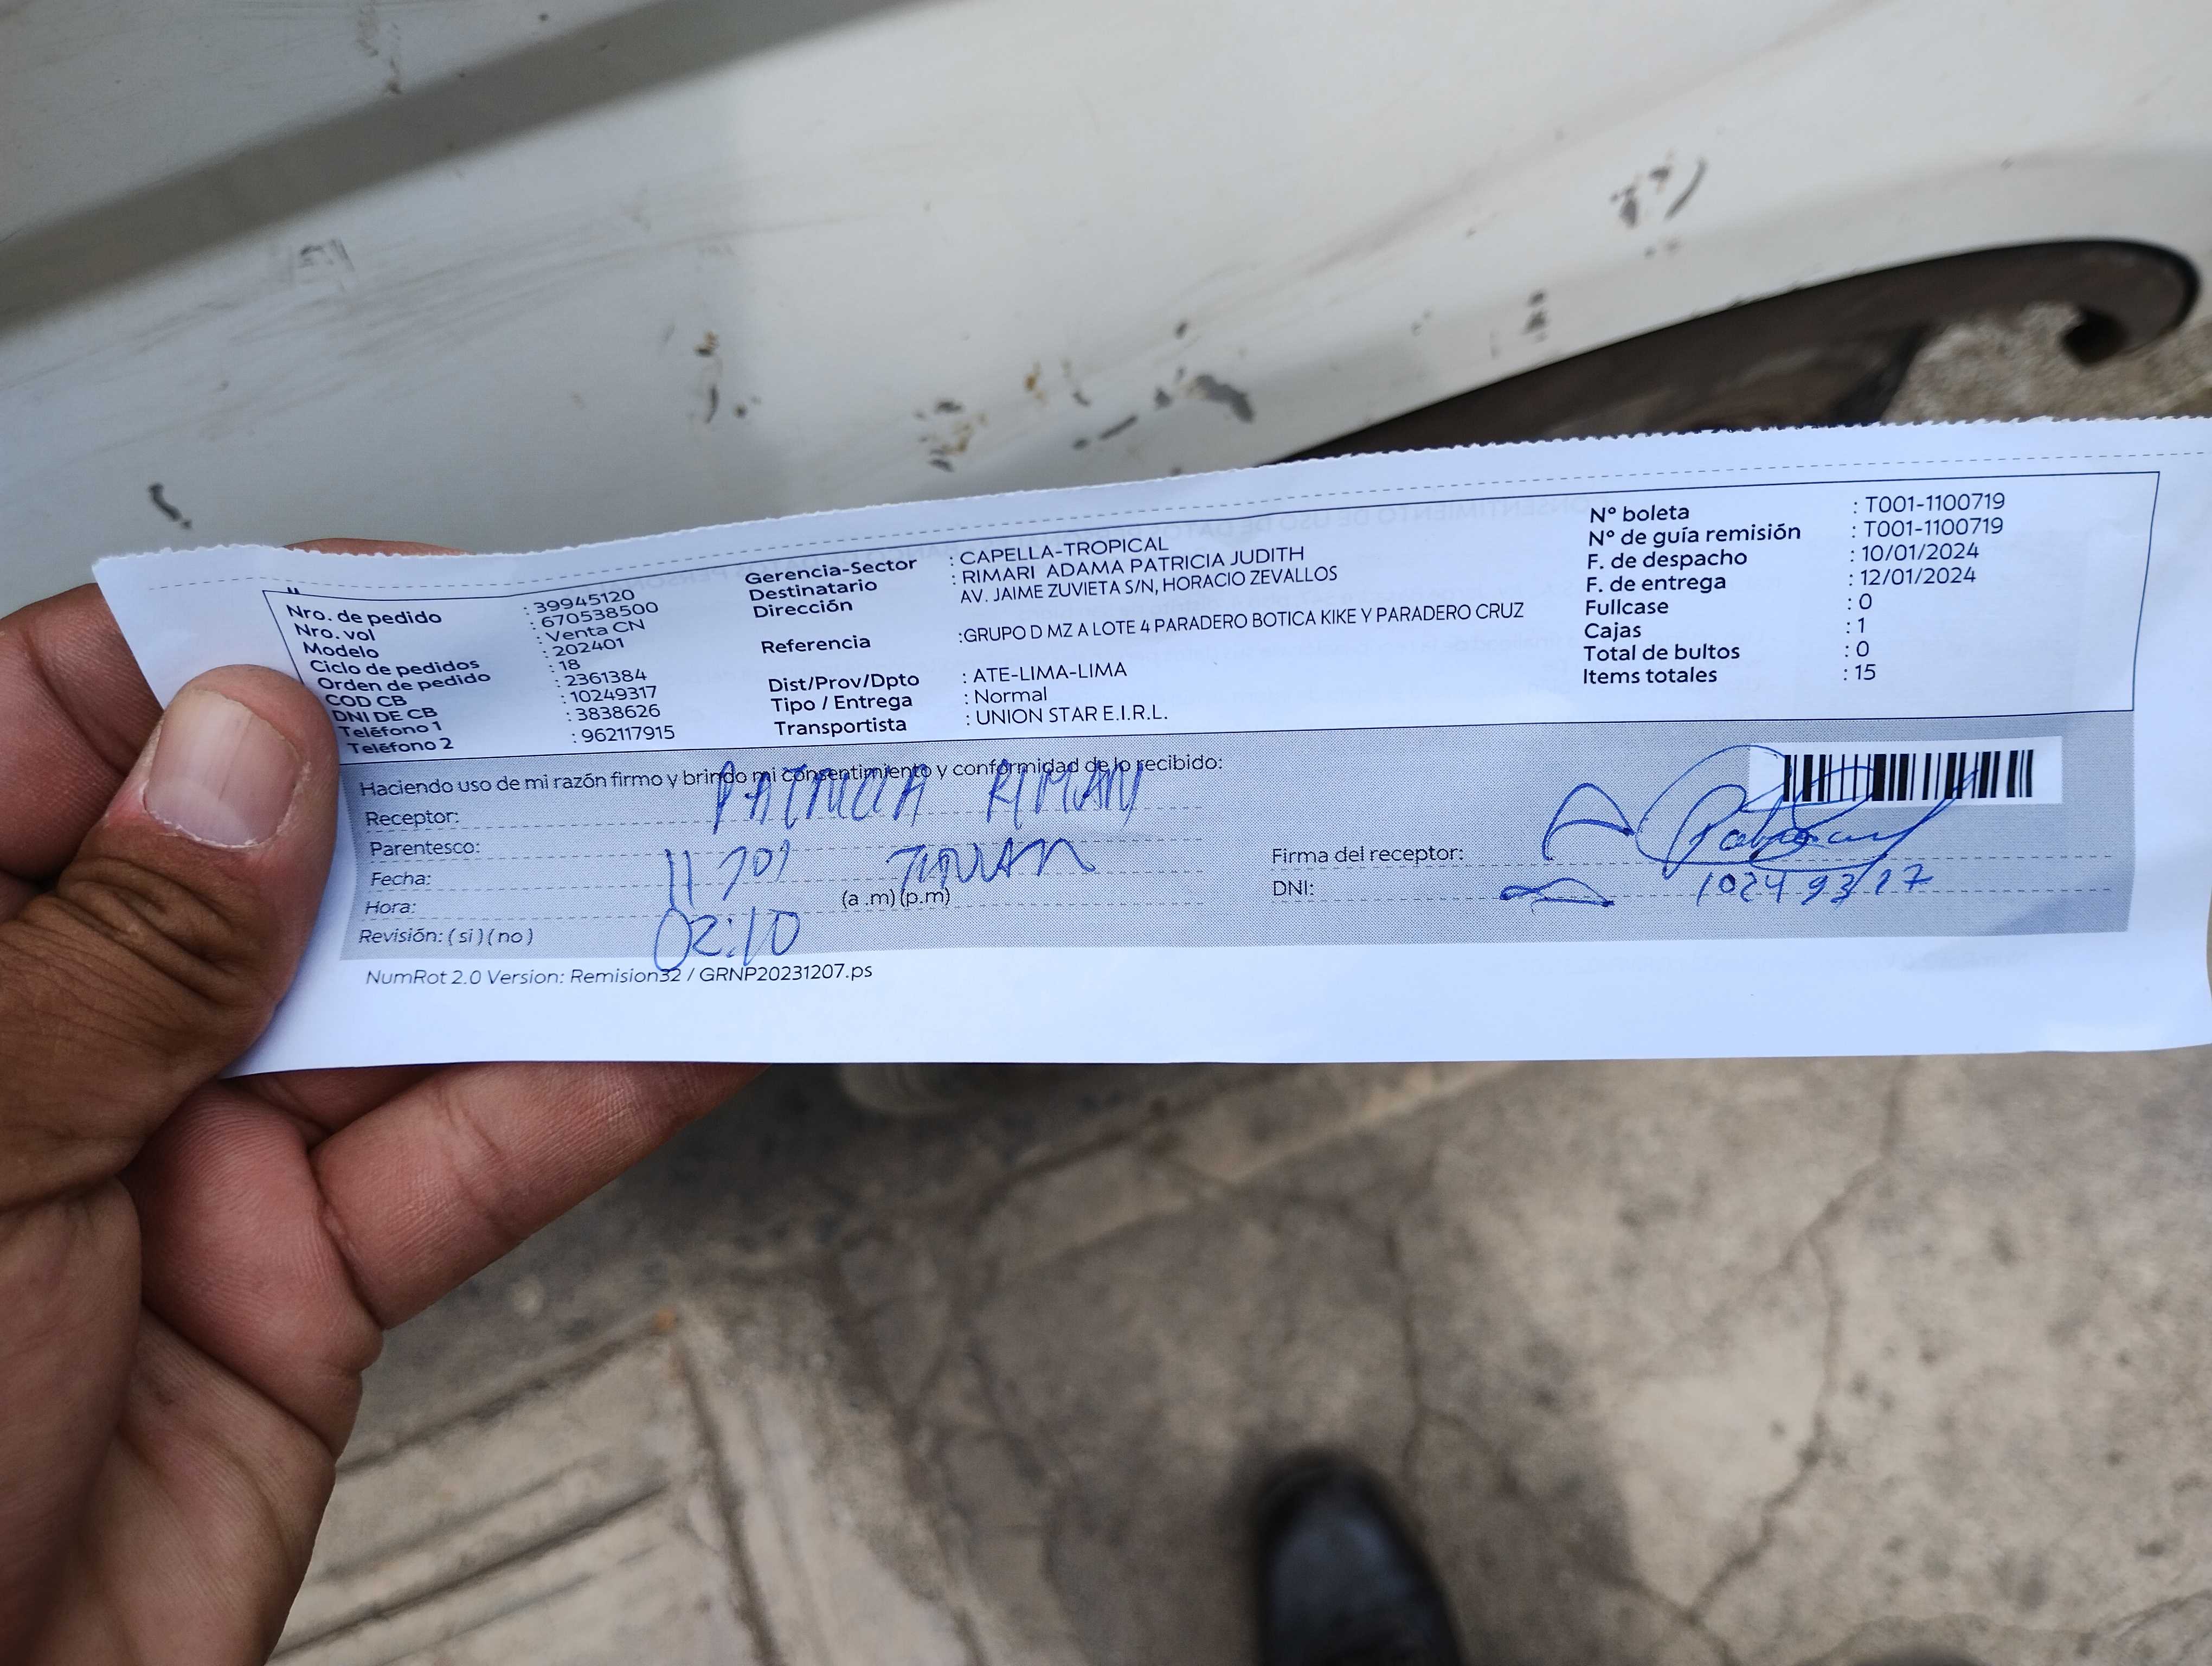 Nro. de pedido : 39945120
Nro. vol : 670538500
Modelo : Venta CN
Ciclo de pedidos : 202401
Orden de pedido : 18
COD CB : 2361384
DNI DE CB : 10249317
Teléfono 1 : 3838626
Teléfono 2 : 962117915
Gerencia-Sector : CAPELLA-TROPICAL
Destinatario : RIMARI ADAMA PATRICIA JUDITH
Dirección AV. JAIME ZUVIETA S/N, HORACIO ZEVALLOS
Referencia :GRUPO D MZ A LOTE 4 PARADERO BOTICA KIKE Y PARADERO CRUZ
Dist/Prov/Dpto : ATE-LIMA-LIMA
Tipo / Entrega : Normal
Transportista : UNION STAR E.I.R.L.
N° boleta : T001-1100719
N° de guía remisión : T001-1100719
F. de despacho : 10/01/2024
F. de entrega : 12/01/2024
Fullcase : 0
Cajas : 1
Total de bultos : 0
Items totales : 15
Haciendo uso de mi razón firmo y brindo mi consentimiento y conformidad de lo recibido:
Receptor: PATRICIA RIMARI
Parentesco:
Fecha: 11
Hora: 02:10 (a .m) (p.m)
Revisión: ( si ) ( no )
Firma del receptor:
DNI: 10249317
NumRot 2.0 Version: Remision32 / GRNP20231207.ps